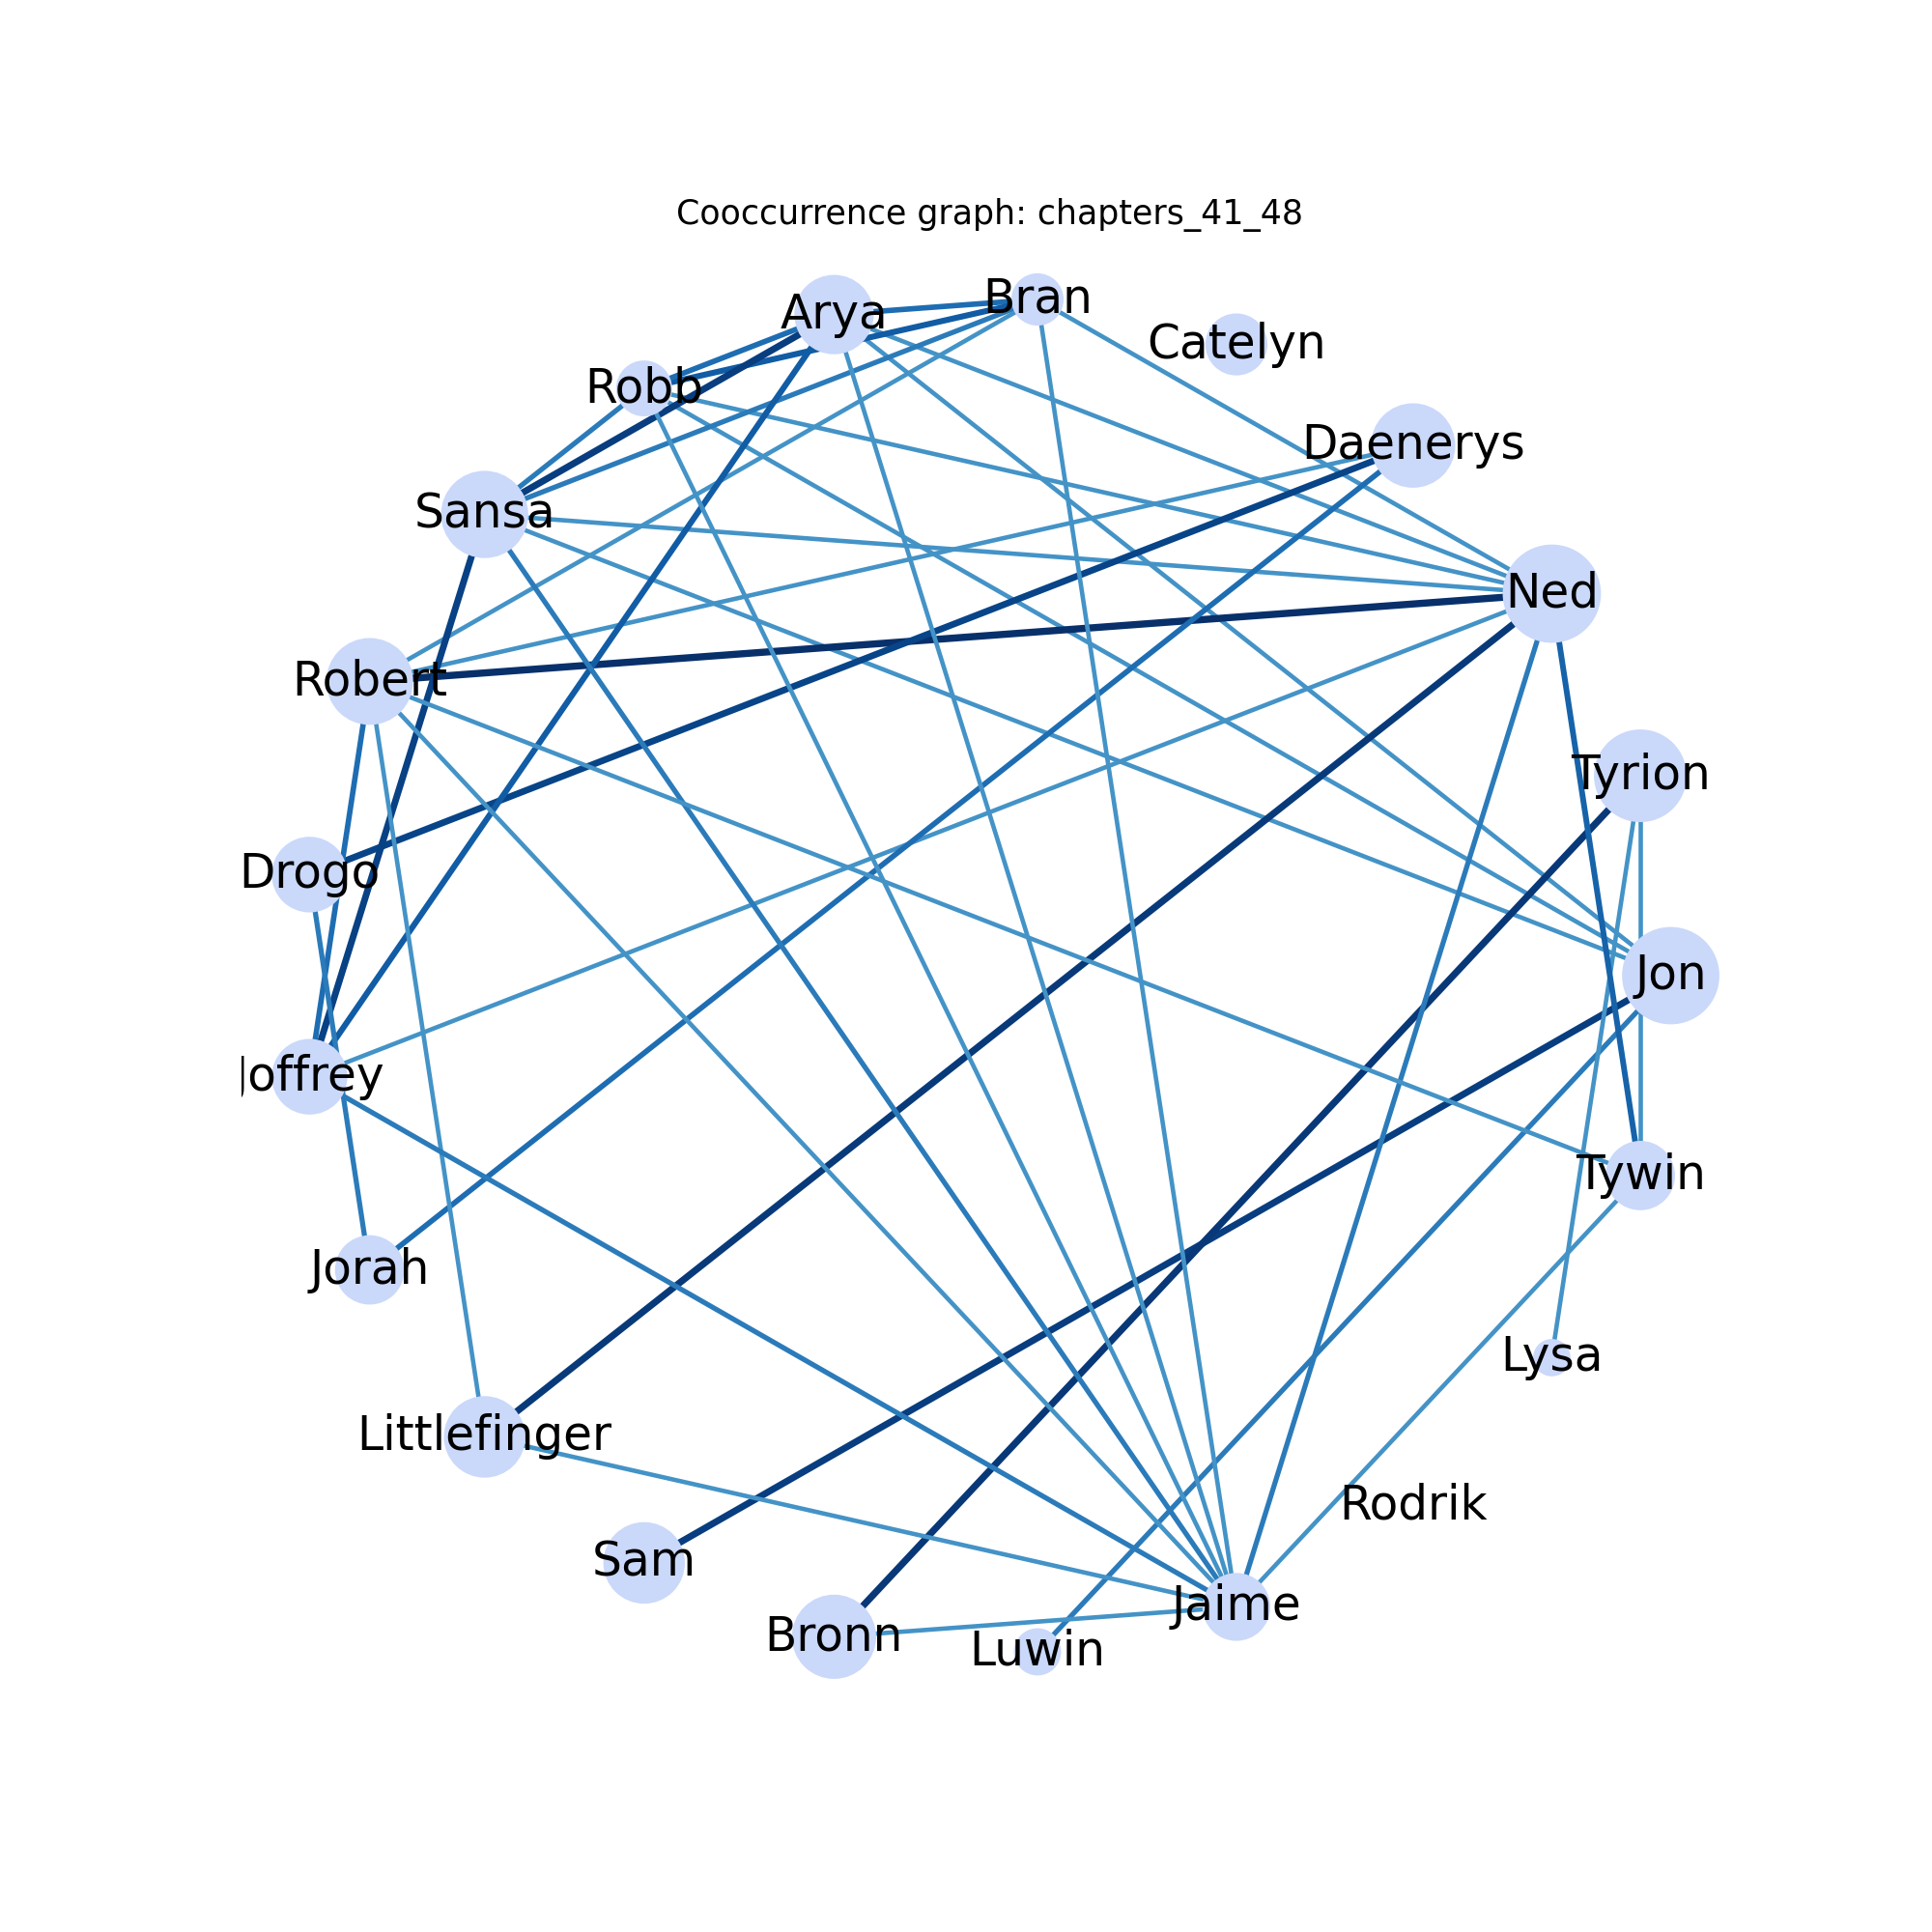 Cooccurrence graph: chapters_41_48
Bran
Arya
Catelyn
Robb
Daenerys
Sansa
Ned
Robert
Tyrion
Drogo
Jon
Joffrey
Tywin
Jorah
Lysa
Littlefinger
Rodrik
Sam
Jaime
Bronn
Luwin